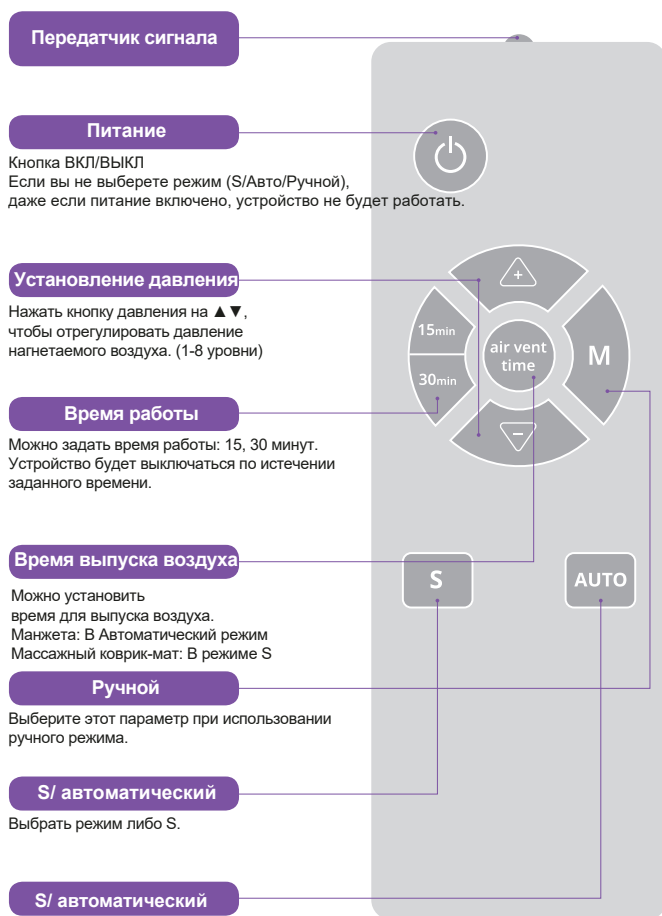 Передатчик сигнала
Питание
Кнопка ВКЛ/ВЫКЛ
Если вы не выберете режим (S/Авто/Ручной),
даже если питание включено, устройство не будет работать.
Установление давления
Нажать кнопку давления на ▲▼,
чтобы отрегулировать давление
нагнетаемого воздуха. (1-8 уровни)
Время работы
Можно задать время работы: 15, 30 минут.
Устройство будет выключаться по истечении
заданного времени.
Время выпуска воздуха
Можно установить
время для выпуска воздуха.
Манжета: В Автоматический режим
Массажный коврик-мат: В режиме S
Ручной
Выберите этот параметр при использовании
ручного режима.
S/ автоматический
Выбрать режим либо S.
S/ автоматический
+
15min
30min
air vent
time
M
−
S
AUTO